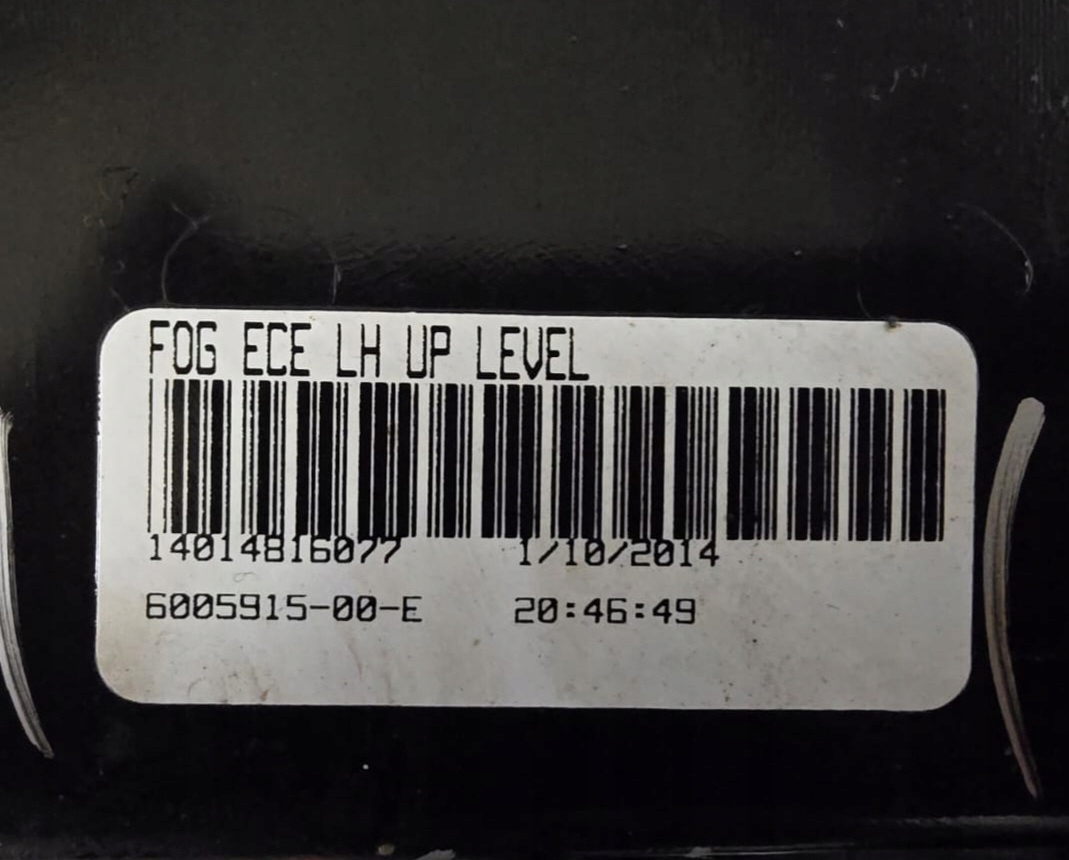 FOG ECE LH UP LEVEL
14014816077 1/10/2014
6005915-00-E 20:46:49